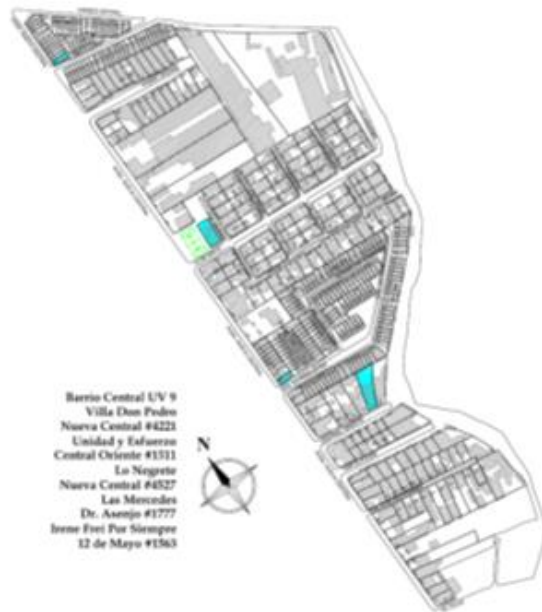 Barrio Central UV 9
Villa Don Pedro
Nueva Central #4221
Unidad y Esfuerzo
Central Oriente #1511
Lo Negrete
Nueva Central #4527
Las Mercedes
Dr. Asenjo #1777
Irene Frei Por Siempre
12 de Mayo #1563
N